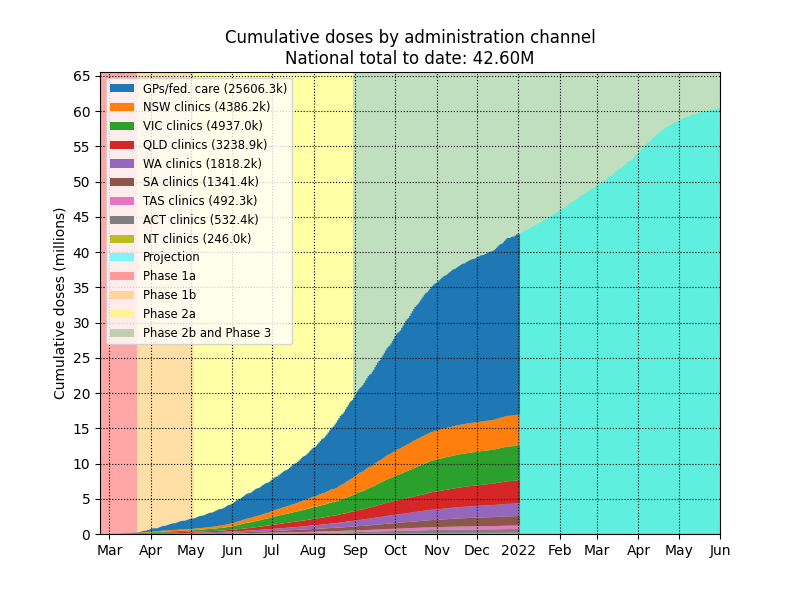 Cumulative doses by administration channel
National total to date: 42.60M
Cumulative doses (millions)
65
60
55
50
45
40
35
30
25
20
15
10
5
0
GPs/fed. care (25606.3k)
NSW clinics (4386.2k)
VIC clinics (4937.0k)
QLD clinics (3238.9k)
WA clinics (1818.2k)
SA clinics (1341.4k)
TAS clinics (492.3k)
ACT clinics (532.4k)
NT clinics (246.0k)
Projection
Phase 1a
Phase 1b
Phase 2a
Phase 2b and Phase 3
Mar Apr May Jun Jul Aug Sep Oct Nov Dec 2022 Feb Mar Apr May Jun